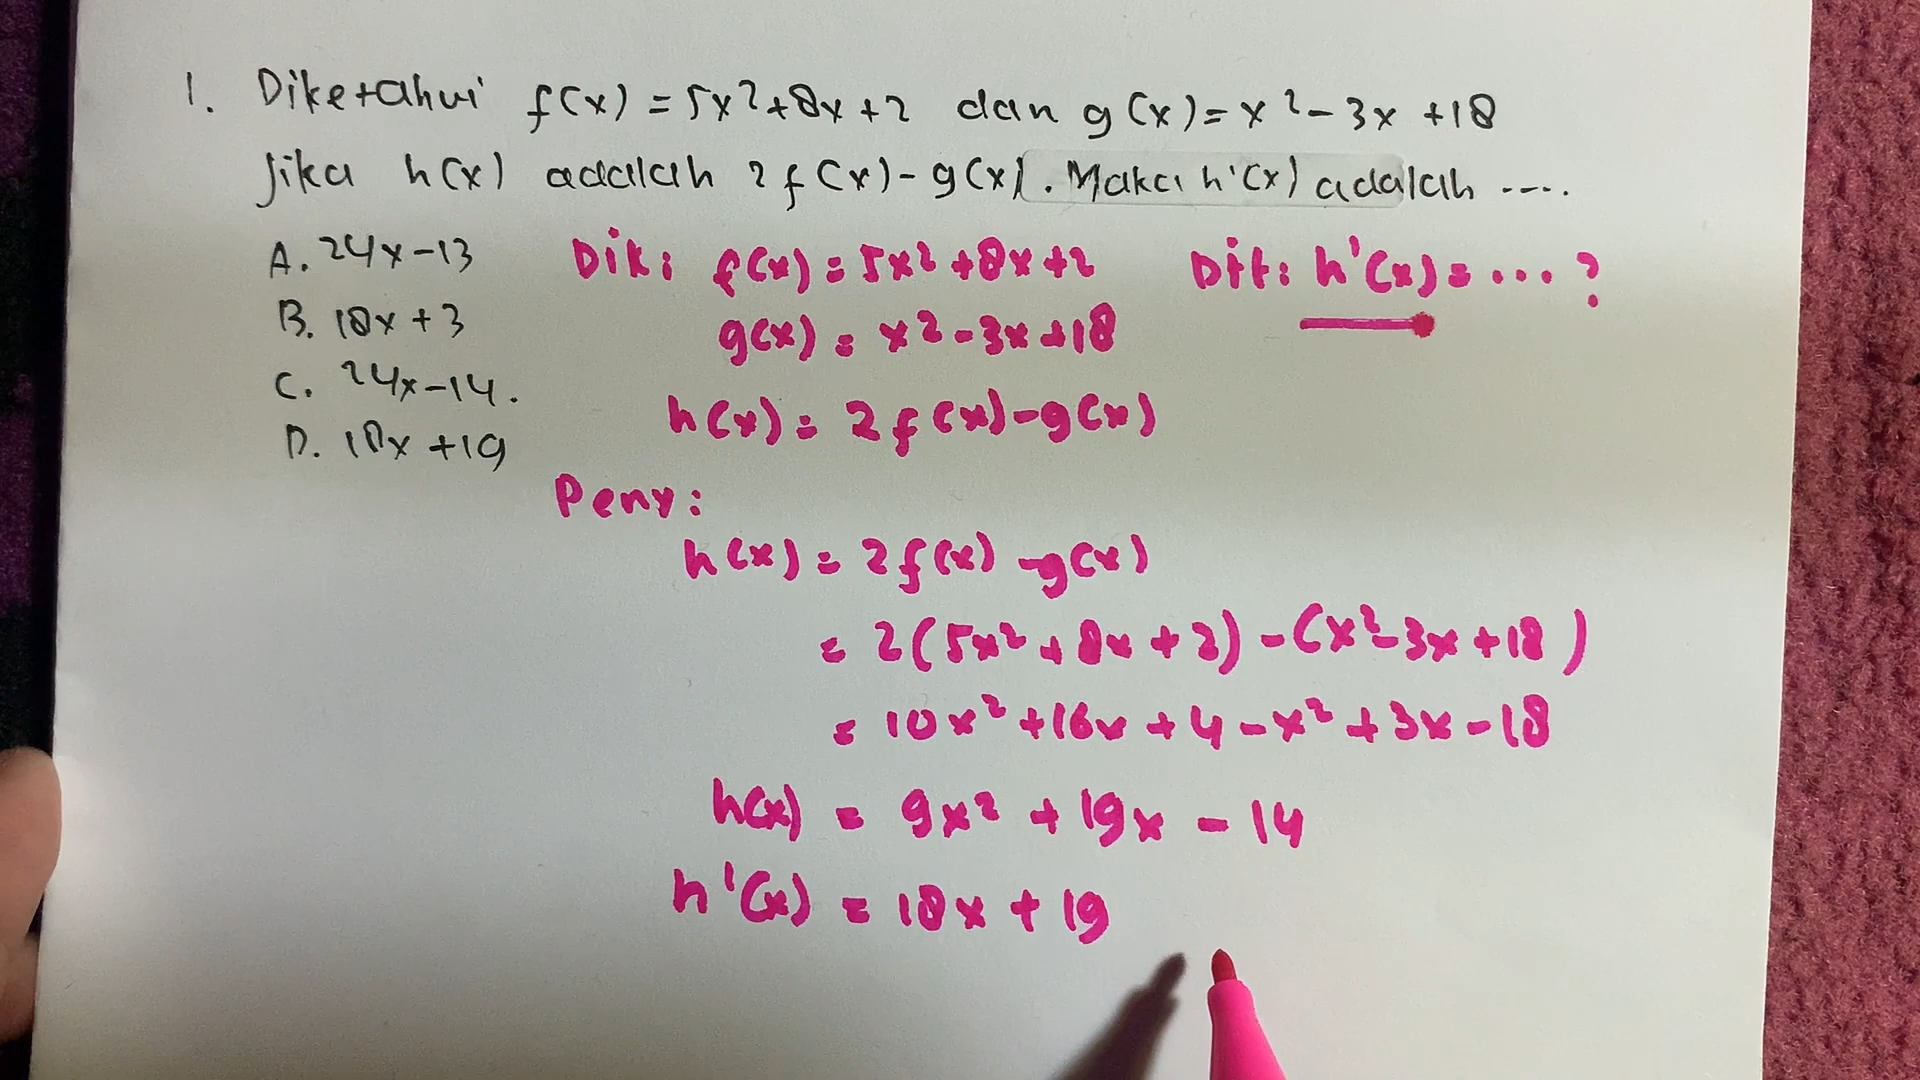 1. Diketahui f(x) = 5x²+8x+2 dan g(x) = x²-3x+18
Jika h(x) adalah 2f(x)-g(x). Maka h'(x) adalah ....
A. 24x-13
B. 18x+3
C. 24x-14.
D. 18x+19
Dik: f(x) = 5x²+8x+2
g(x) = x²-3x+18
h(x) = 2f(x)-g(x)
Dit: h'(x) = ...?
Peny:
h(x) = 2f(x)-g(x)
= 2(5x²+8x+2)-(x²-3x+18)
= 10x²+16x+4-x²+3x-18
h(x) = 9x²+19x-14
h'(x) = 18x+19